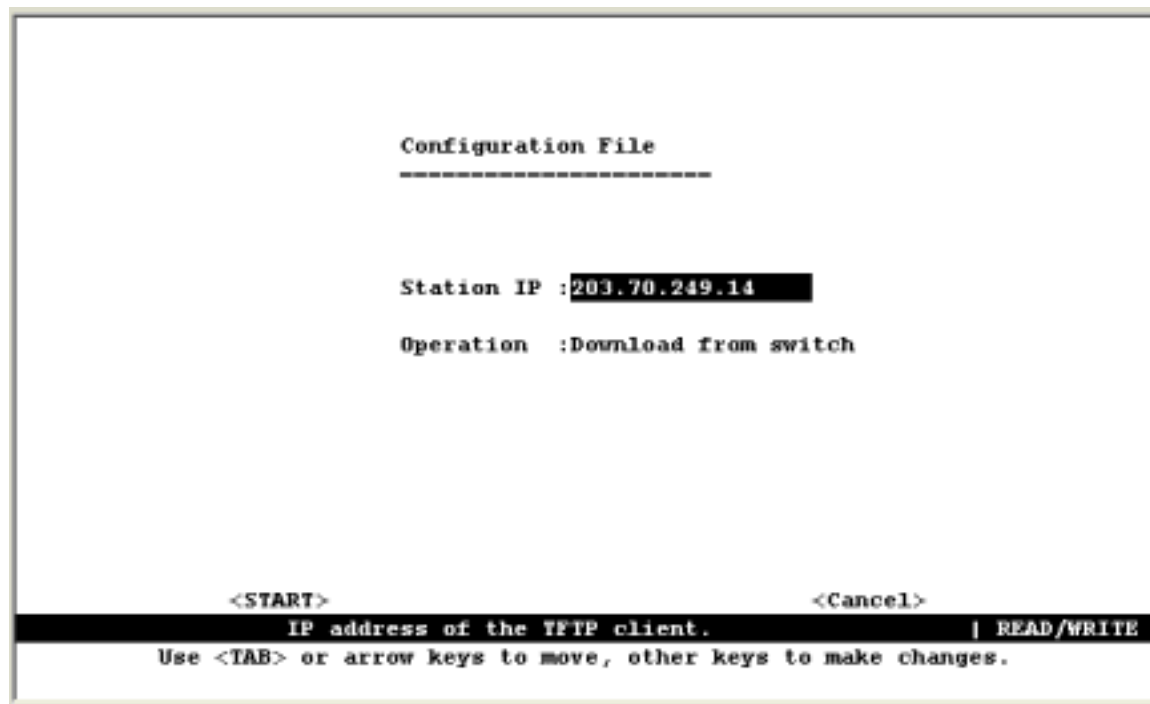 Configuration File
----------------------
Station IP :203.70.249.14
Operation :Download from switch
<START> <Cancel>
IP address of the TFTP client. | READ/WRITE
Use <TAB> or arrow keys to move, other keys to make changes.